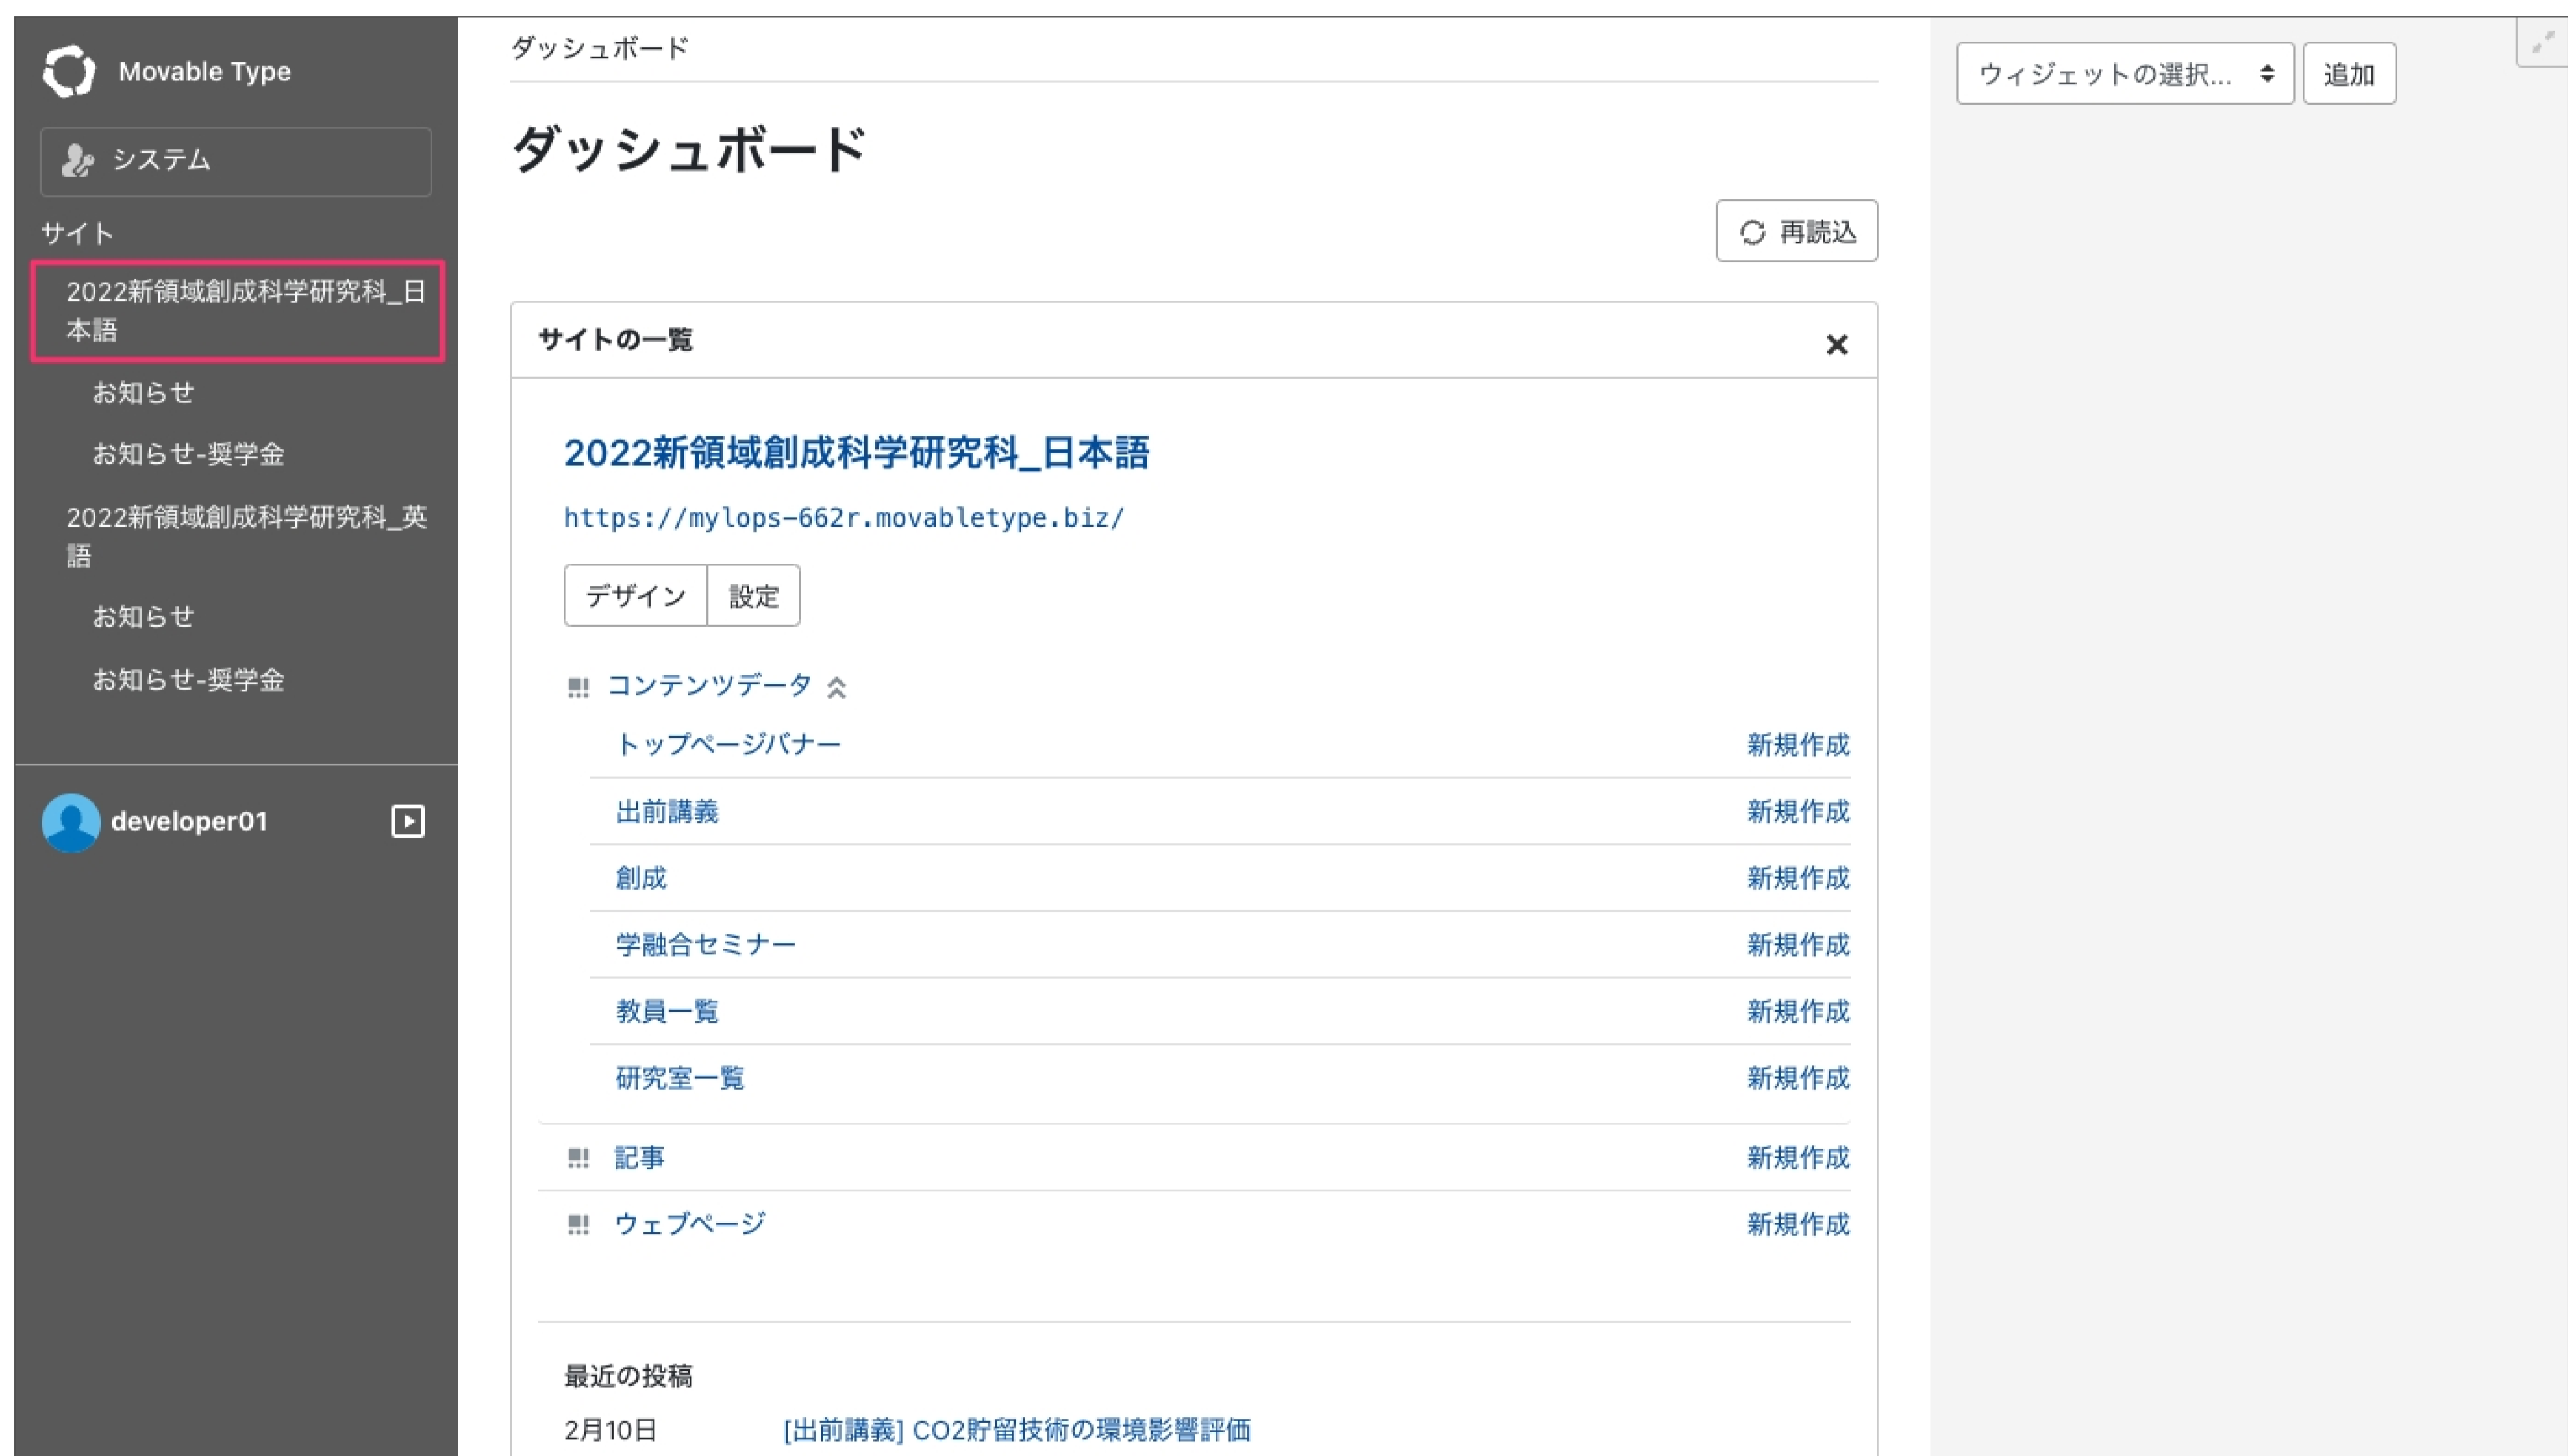 Movable Type
システム
サイト
2022新領域創成科学研究科_日
本語
お知らせ
お知らせ-奨学金
2022新領域創成科学研究科_英
語
お知らせ
お知らせ-奨学金
developer01
ダッシュボード
ダッシュボード
再読込
サイトの一覧
2022新領域創成科学研究科_日本語
https://mylops-662r.movabletype.biz/
デザイン 設定
コンテンツデータ
トップページバナー 新規作成
出前講義 新規作成
創成 新規作成
学融合セミナー 新規作成
教員一覧 新規作成
研究室一覧 新規作成
記事 新規作成
ウェブページ 新規作成
最近の投稿
2月10日 [出前講義] CO2貯留技術の環境影響評価
ウィジェットの選択... 追加